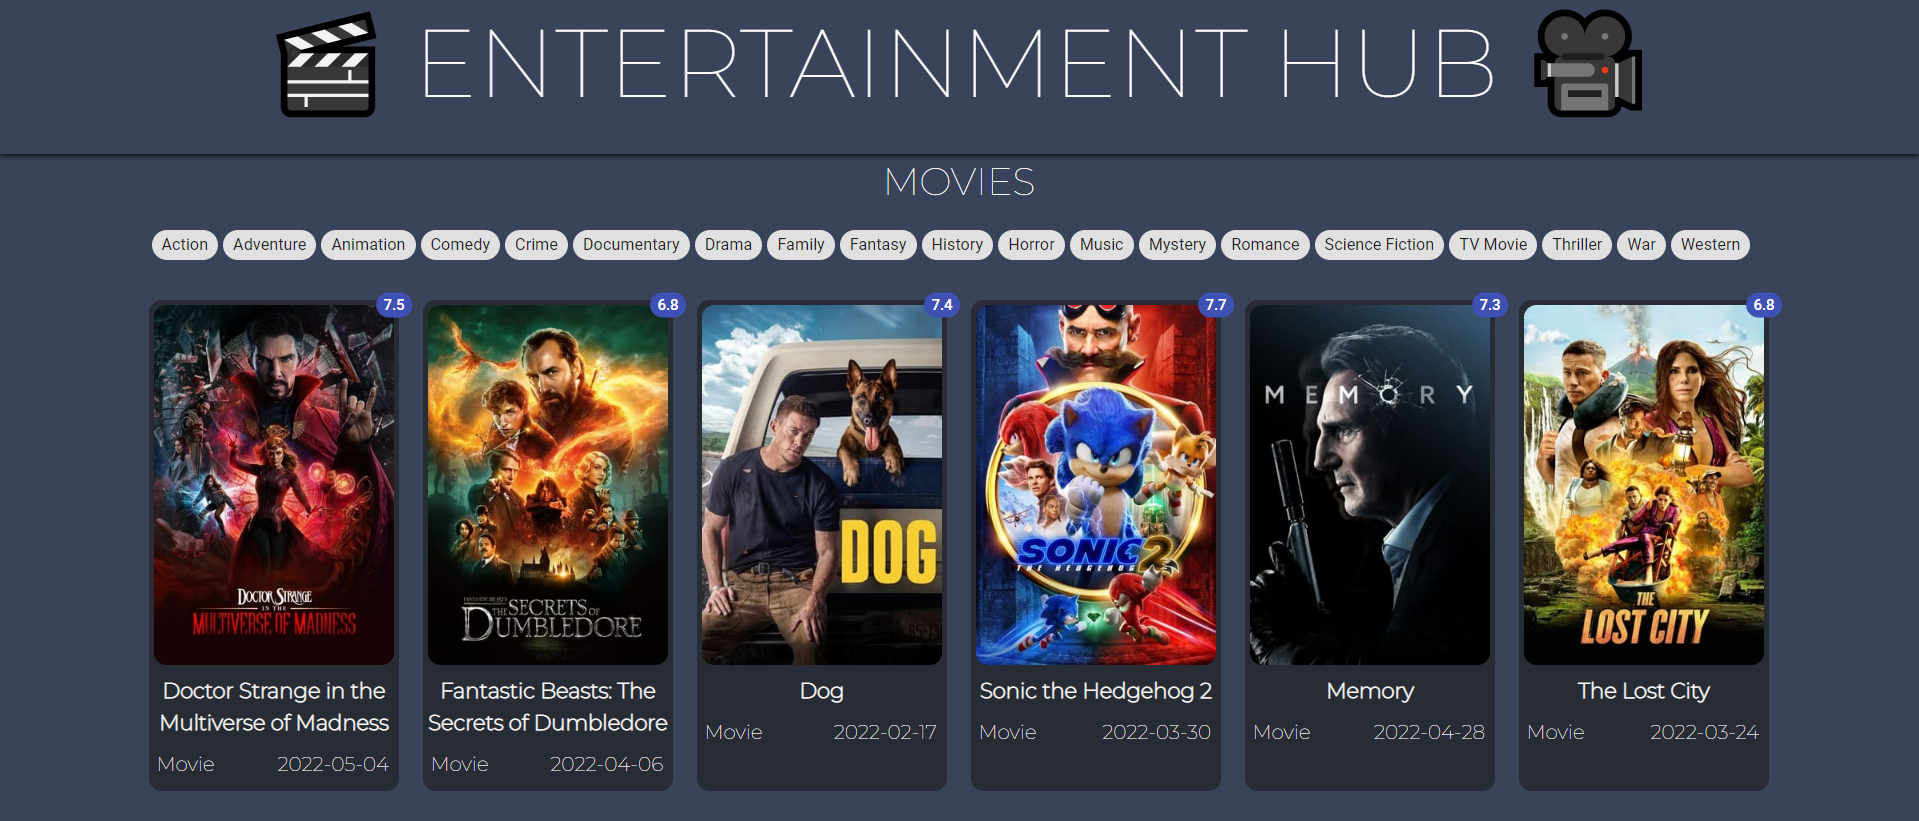 ENTERTAINMENT HUB
MOVIES
Action Adventure Animation Comedy Crime Documentary Drama Family Fantasy History Horror Music Mystery Romance Science Fiction TV Movie Thriller War Western
7.5
DOCTOR STRANGE
IN THE
MULTIVERSE OF MADNESS
Doctor Strange in the
Multiverse of Madness
Movie 2022-05-04
6.8
FANTASTIC BEASTS
THE SECRETS OF
DUMBLEDORE
Fantastic Beasts: The
Secrets of Dumbledore
Movie 2022-04-06
7.4
DOG
Dog
Movie 2022-02-17
7.7
SONIC 2
THE HEDGEHOG
Sonic the Hedgehog 2
Movie 2022-03-30
7.3
MEMORY
Memory
Movie 2022-04-28
6.8
THE
LOST CITY
The Lost City
Movie 2022-03-24